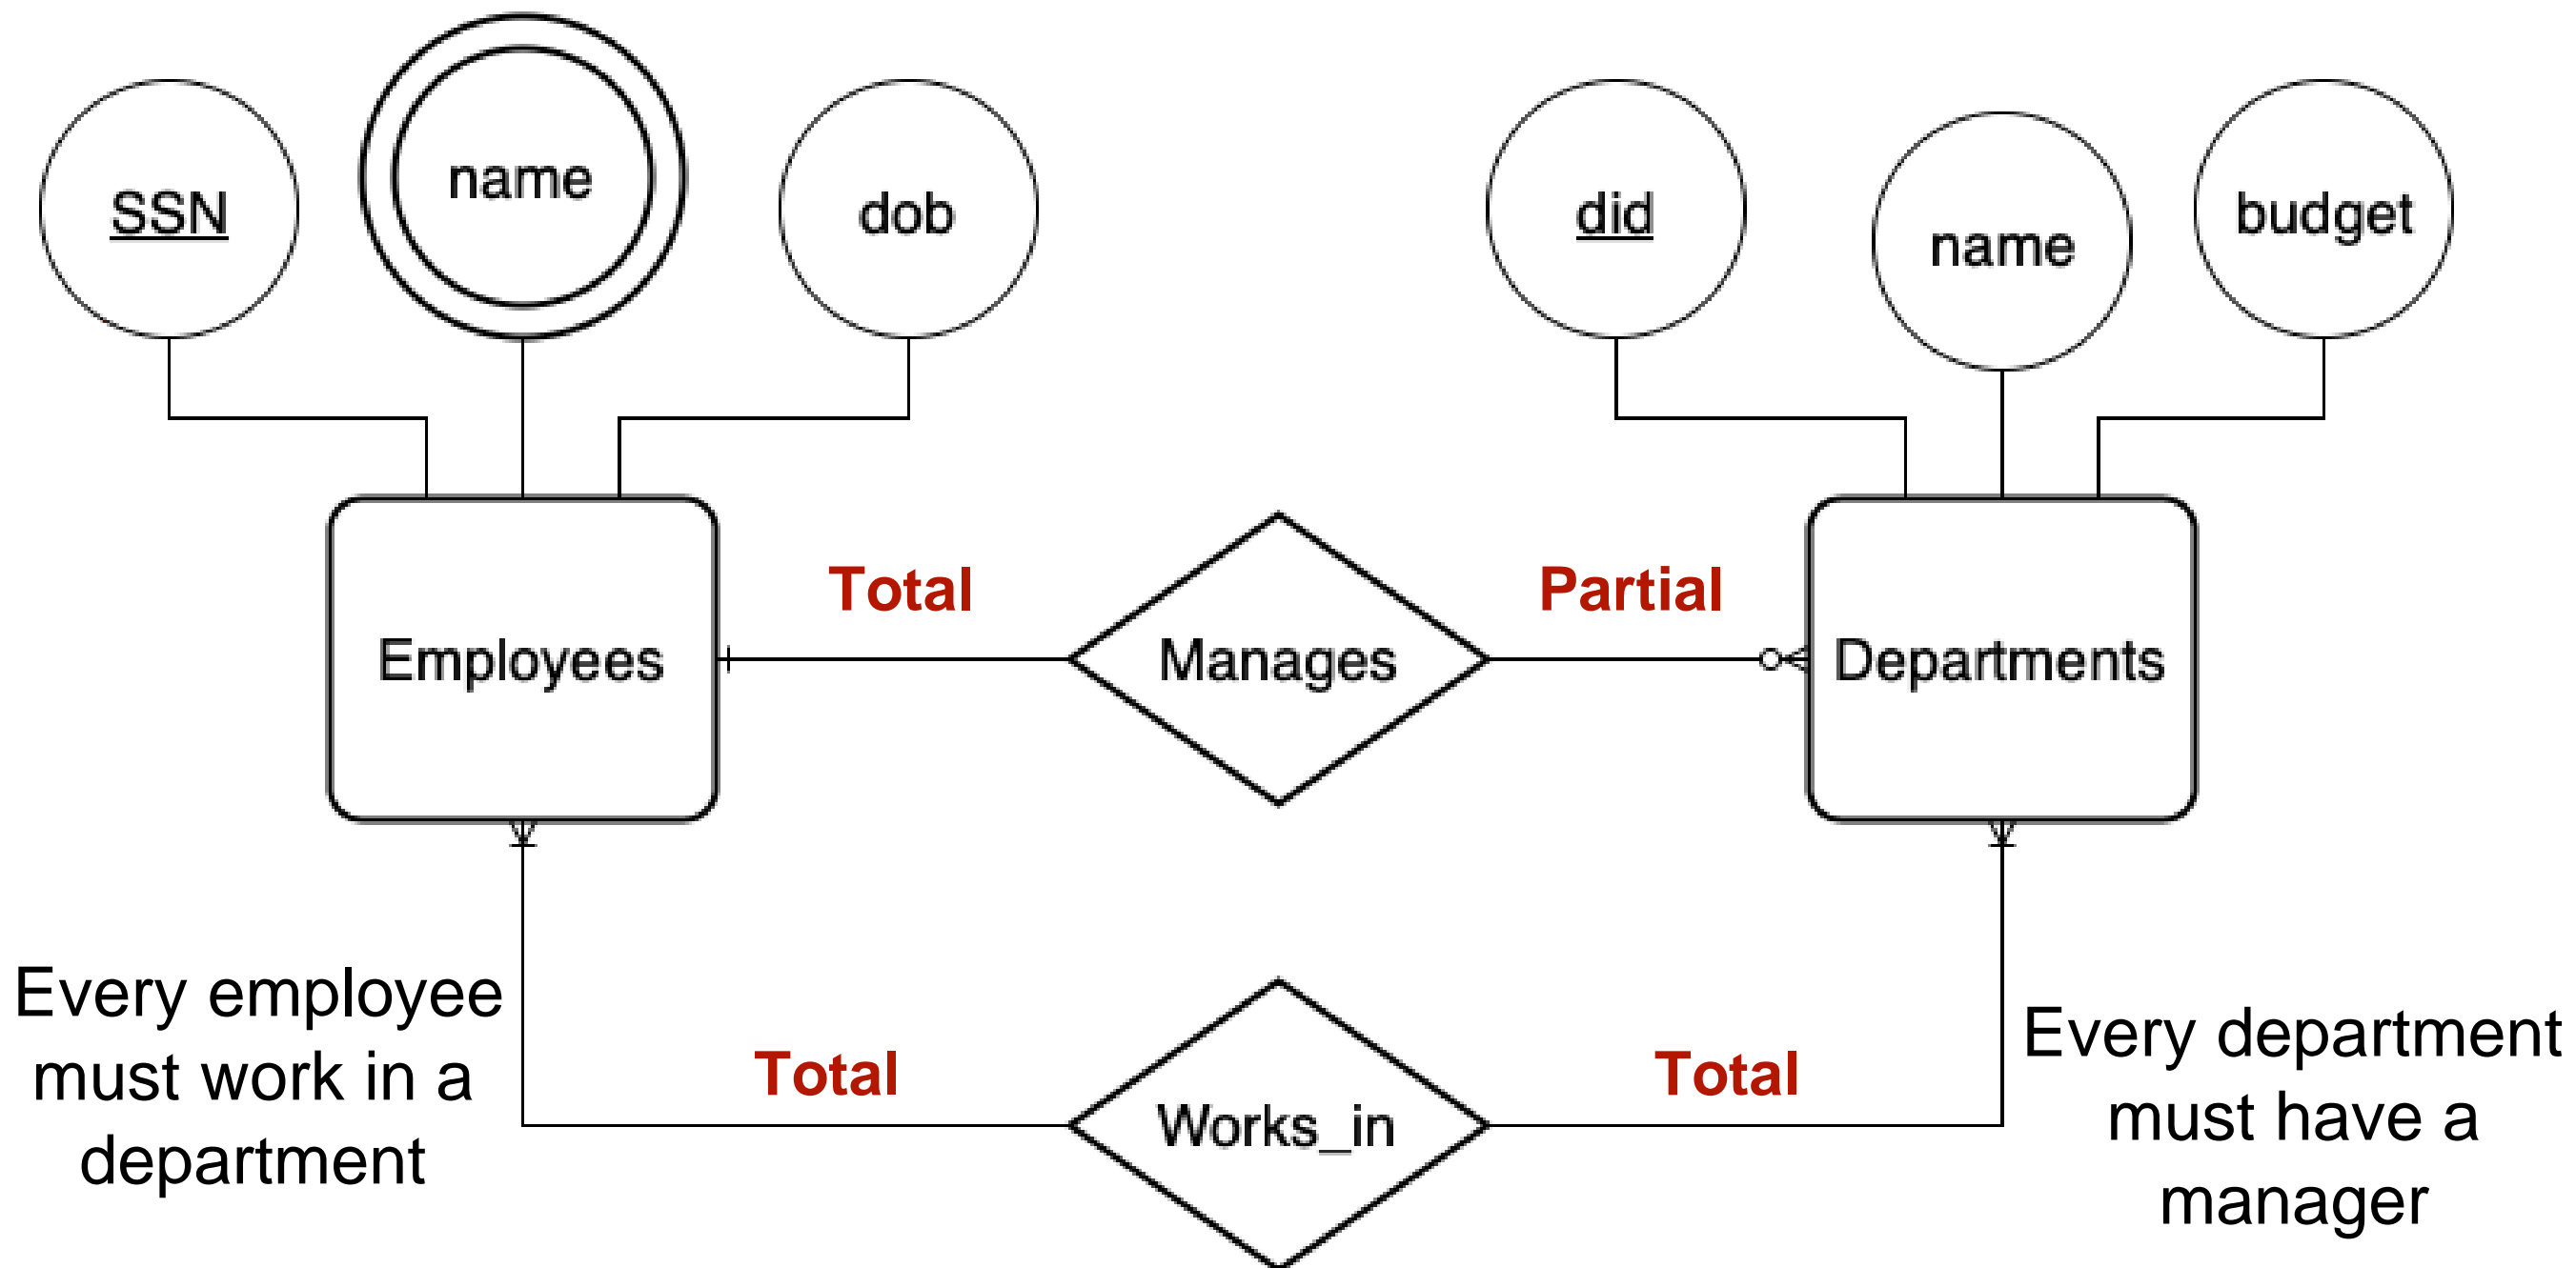 SSN
name
dob
did
name
budget
Total
Partial
Employees
Manages
Departments
Every employee
must work in a
department
Total
Works_in
Total
Every department
must have a
manager